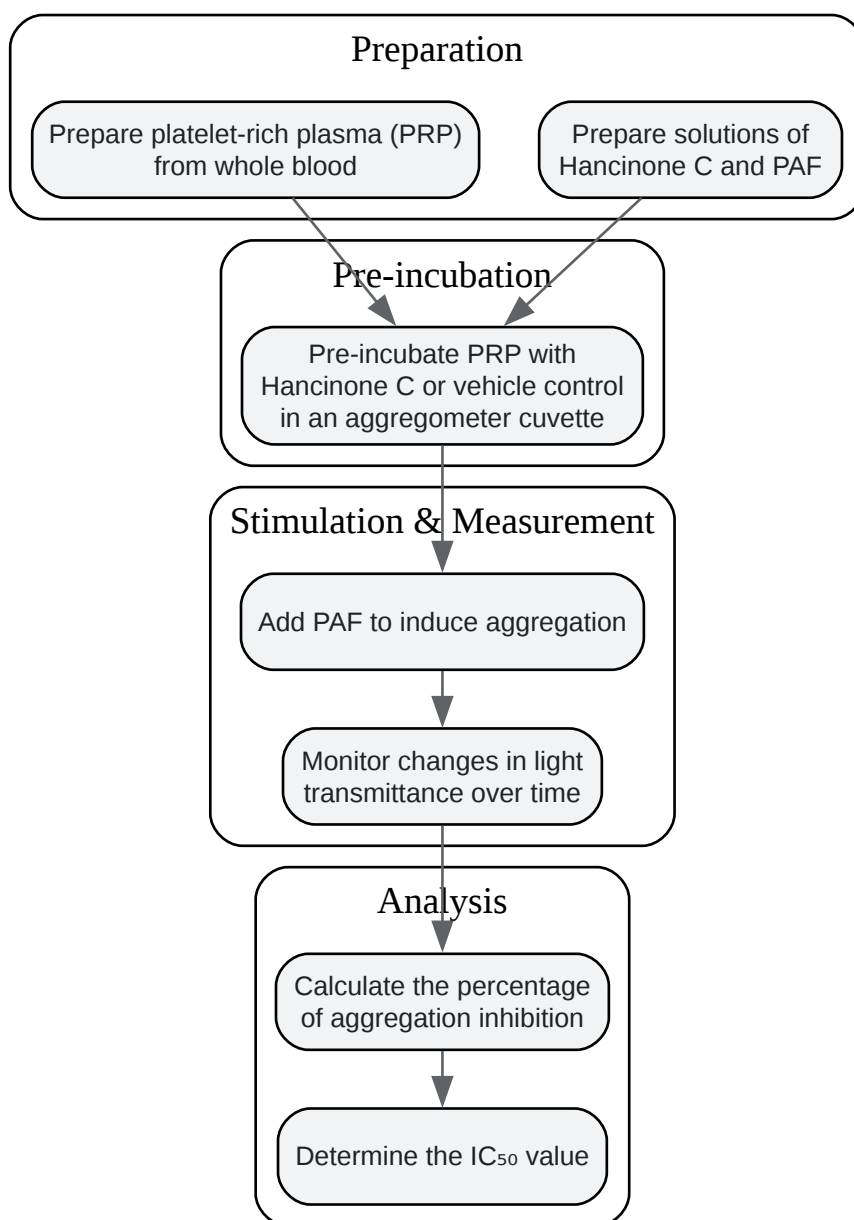 Preparation
Prepare platelet-rich plasma (PRP)
from whole blood
Prepare solutions of
Hancinone C and PAF
Pre-incubation
Pre-incubate PRP with
Hancinone C or vehicle control
in an aggregometer cuvette
Stimulation & Measurement
Add PAF to induce aggregation
Monitor changes in light
transmittance over time
Analysis
Calculate the percentage
of aggregation inhibition
Determine the IC₅₀ value